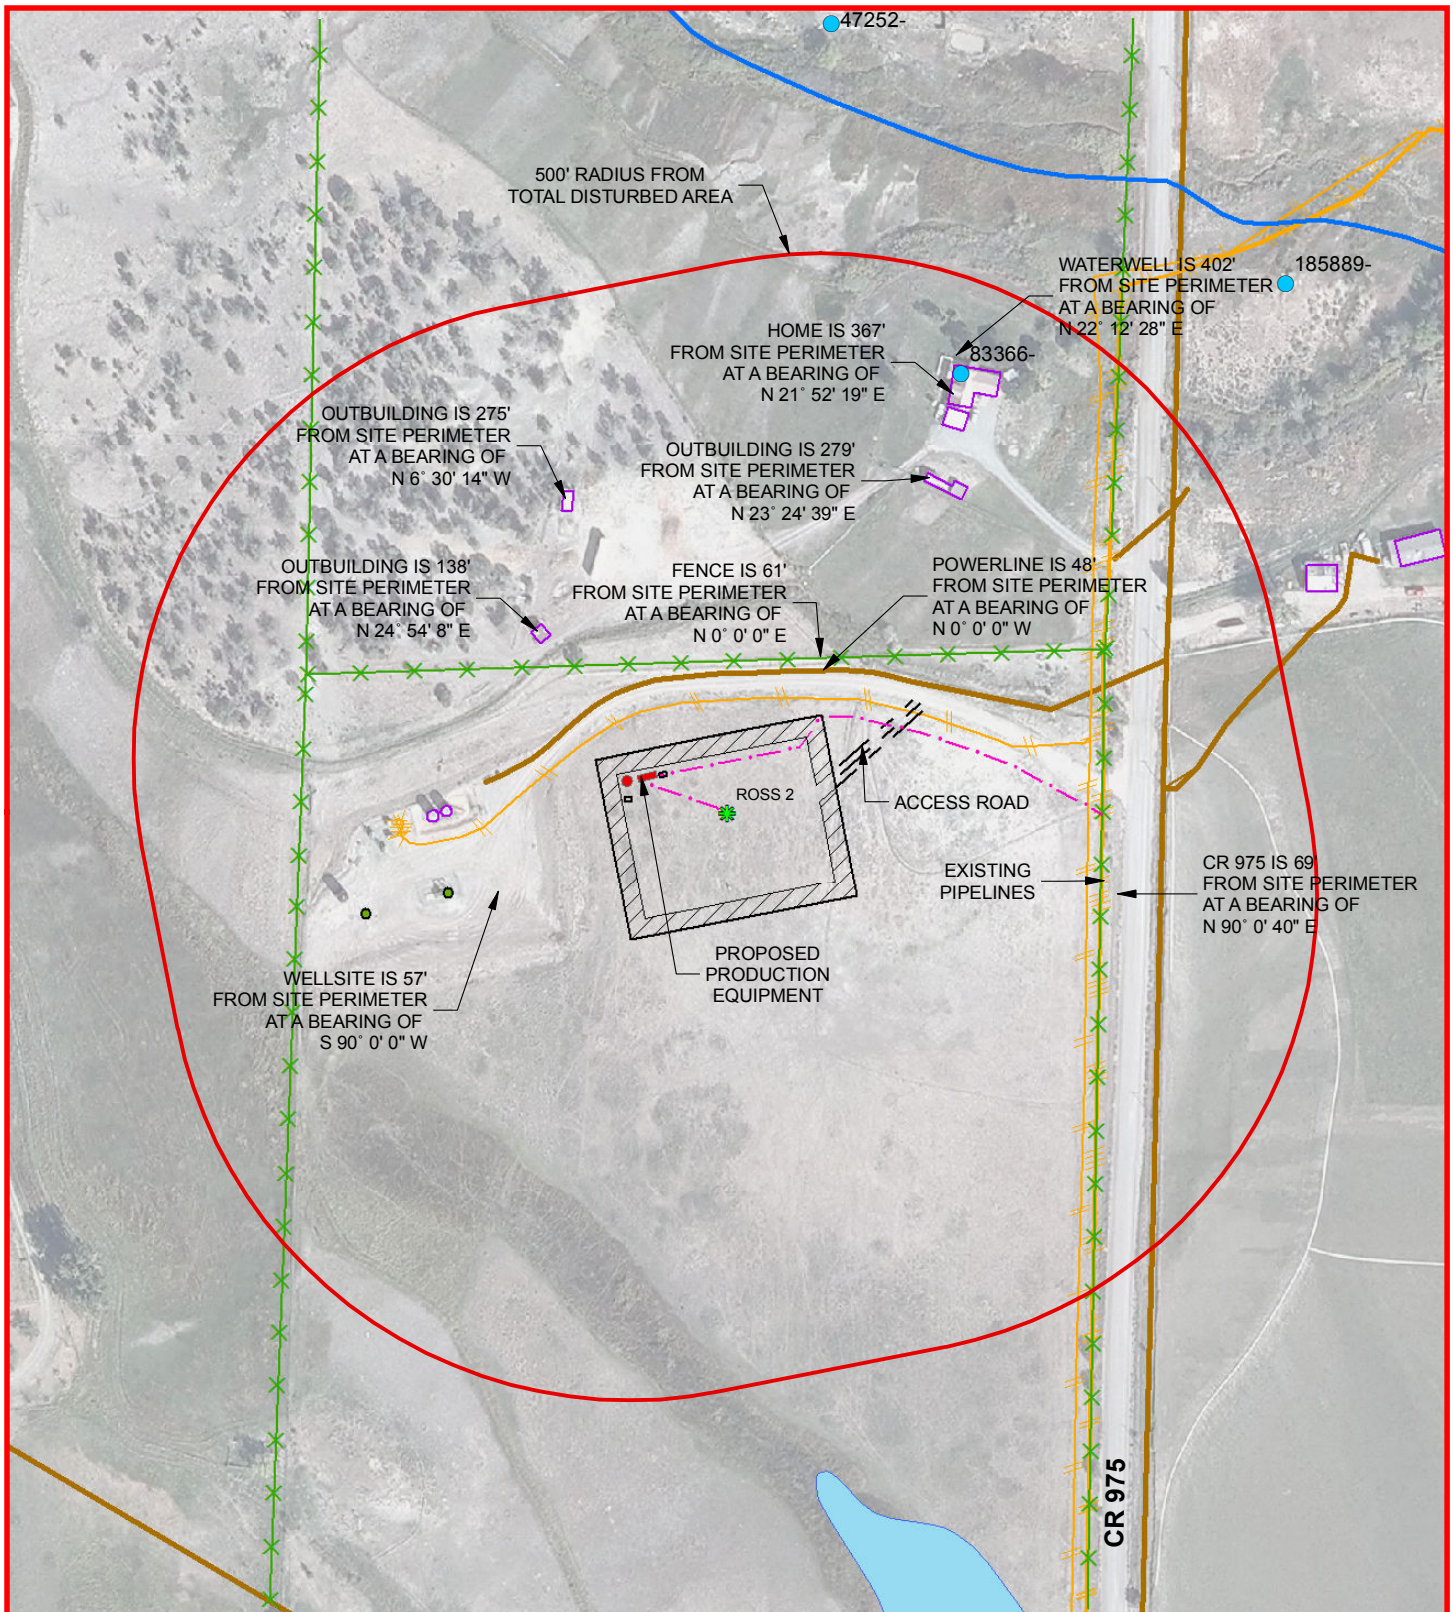 47252-
500' RADIUS FROM
TOTAL DISTURBED AREA
WATERWELL IS 402'
FROM SITE PERIMETER
AT A BEARING OF
N 22° 12' 28" E
185889-
HOME IS 367'
FROM SITE PERIMETER
AT A BEARING OF
N 21° 52' 19" E
83366-
OUTBUILDING IS 275'
FROM SITE PERIMETER
AT A BEARING OF
N 6° 30' 14" W
OUTBUILDING IS 279'
FROM SITE PERIMETER
AT A BEARING OF
N 23° 24' 39" E
OUTBUILDING IS 138'
FROM SITE PERIMETER
AT A BEARING OF
N 24° 54' 8" E
FENCE IS 61'
FROM SITE PERIMETER
AT A BEARING OF
N 0° 0' 0" E
POWERLINE IS 48'
FROM SITE PERIMETER
AT A BEARING OF
N 0° 0' 0" W
ROSS 2
ACCESS ROAD
EXISTING
PIPELINES
CR 975 IS 69'
FROM SITE PERIMETER
AT A BEARING OF
N 90° 0' 40" E
PROPOSED
PRODUCTION
EQUIPMENT
WELLSITE IS 57'
FROM SITE PERIMETER
AT A BEARING OF
S 90° 0' 0" W
CR 975